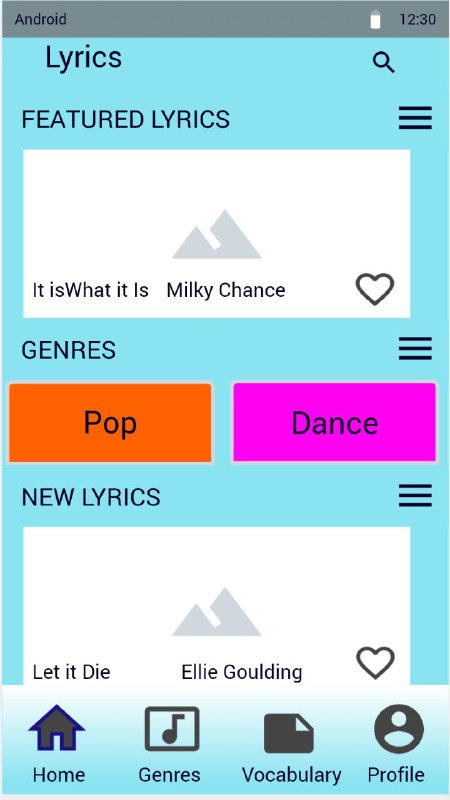 Android 12:30
Lyrics
FEATURED LYRICS
It isWhat it Is Milky Chance
GENRES
Pop Dance
NEW LYRICS
Let it Die Ellie Goulding
Home Genres Vocabulary Profile